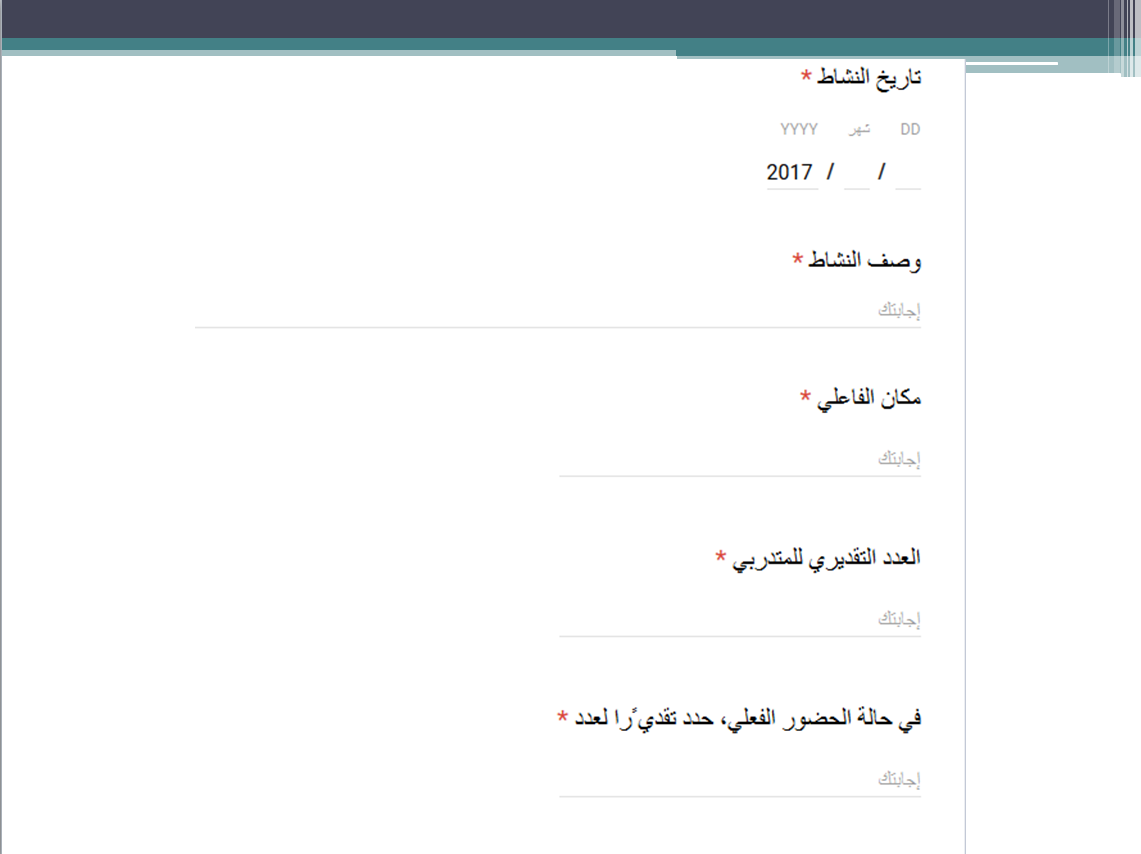 تاريخ النشاط *
DD شهر YYYY
/ / 2017
وصف النشاط *
إجابتك
مكان الفاعلي *
إجابتك
العدد التقديري للمتدربي *
إجابتك
في حالة الحضور الفعلي، حدد تقديًرا لعدد *
إجابتك